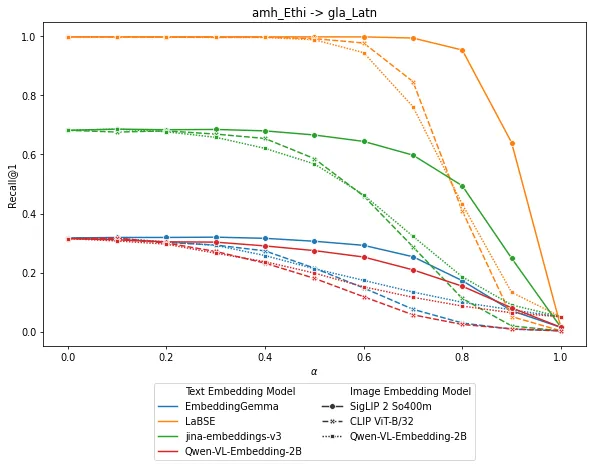 amh_Ethi -> gla_Latn
Recall@1
1.0
0.8
0.6
0.4
0.2
0.0
0.0 0.2 0.4 0.6 0.8 1.0
α
Text Embedding Model
EmbeddingGemma
LaBSE
jina-embeddings-v3
Qwen-VL-Embedding-2B
Image Embedding Model
SigLIP 2 So400m
CLIP ViT-B/32
Qwen-VL-Embedding-2B